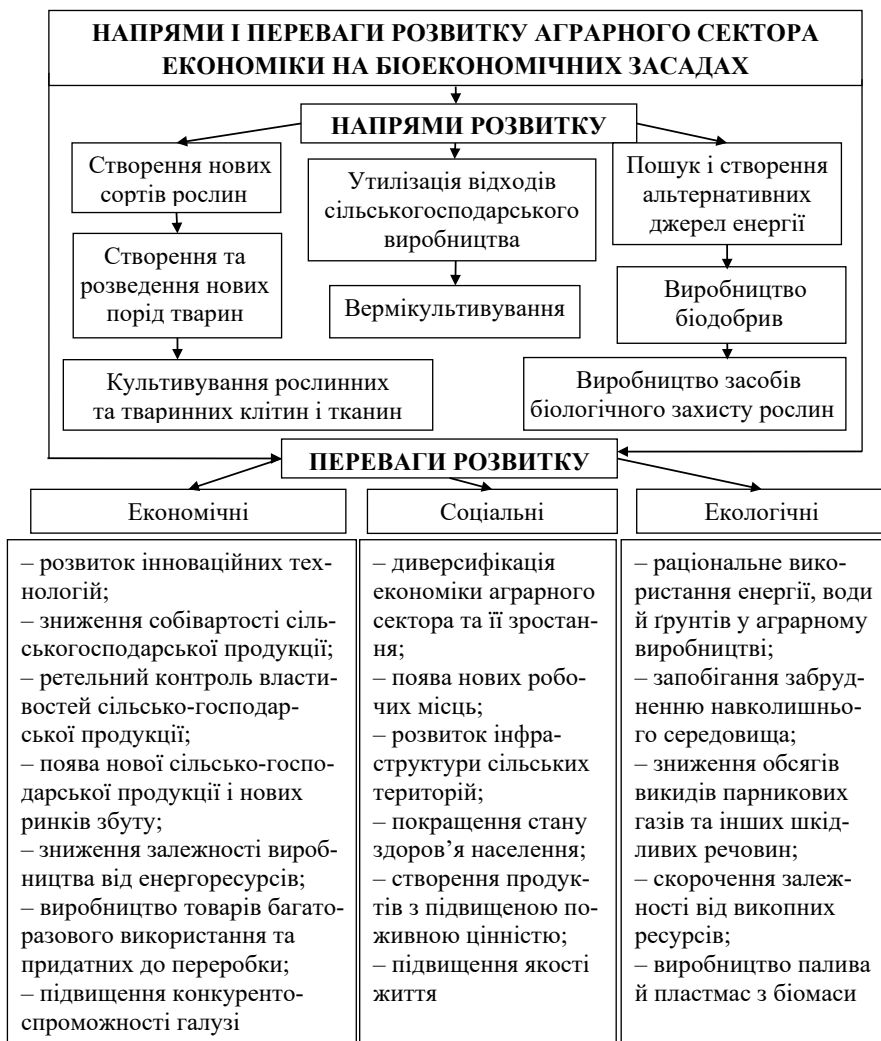 НАПРЯМИ І ПЕРЕВАГИ РОЗВИТКУ АГРАРНОГО СЕКТОРА
ЕКОНОМІКИ НА БІОЕКОНОМІЧНИХ ЗАСАДАХ
НАПРЯМИ РОЗВИТКУ
Створення нових
сортів рослин
Створення та
розведення нових
порід тварин
Культивування рослинних
та тваринних клітин і тканин
Утилізація відходів
сільськогосподарського
виробництва
Вермікультивування
Пошук і створення
альтернативних
джерел енергії
Виробництво
біодобрив
Виробництво засобів
біологічного захисту рослин
ПЕРЕВАГИ РОЗВИТКУ
Економічні
– розвиток інноваційних тех-
нологій;
– зниження собівартості сіль-
ськогосподарської продукції;
– ретельний контроль власти-
востей сільсько-господар-
ської продукції;
– поява нової сільсько-госпо-
дарської продукції і нових
ринків збуту;
– зниження залежності вироб-
ництва від енергоресурсів;
– виробництво товарів багато-
разового використання та
придатних до переробки;
– підвищення конкуренто-
спроможності галузі
Соціальні
– диверсифікація
економіки аграрного
сектора та її зростан-
ня;
– поява нових робо-
чих місць;
– розвиток інфра-
структури сільських
територій;
– покращення стану
здоров’я населення;
– створення продук-
тів з підвищеною по-
живною цінністю;
– підвищення якості
життя
Екологічні
– раціональне вико-
ристання енергії, води
й ґрунтів у аграрному
виробництві;
– запобігання забруд-
ненню навколишньо-
го середовища;
– зниження обсягів
викидів парникових
газів та інших шкід-
ливих речовин;
– скорочення залеж-
ності від викопних
ресурсів;
– виробництво палива
й пластмас з біомаси